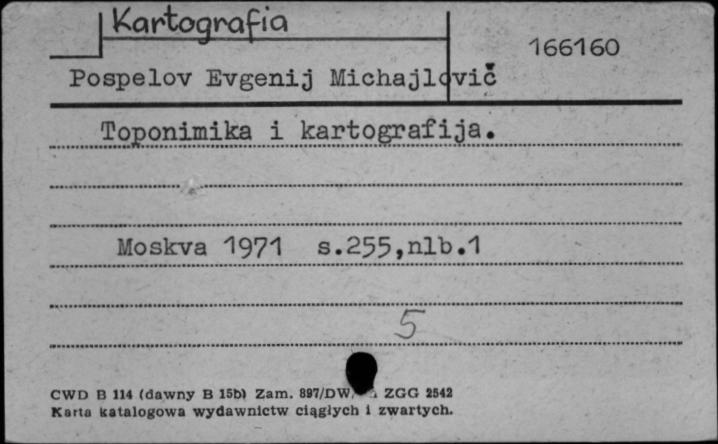 Kartografia
166160
Pospelov Evgenij Michajlovič
Toponimika i kartografija.
Moskva 1971 s.255,nlb.1
5
CWD B 114 (dawny B 15b) Zam. 897/DW/ ZGG 2542
Karta katalogowa wydawnictw ciągłych i zwartych.